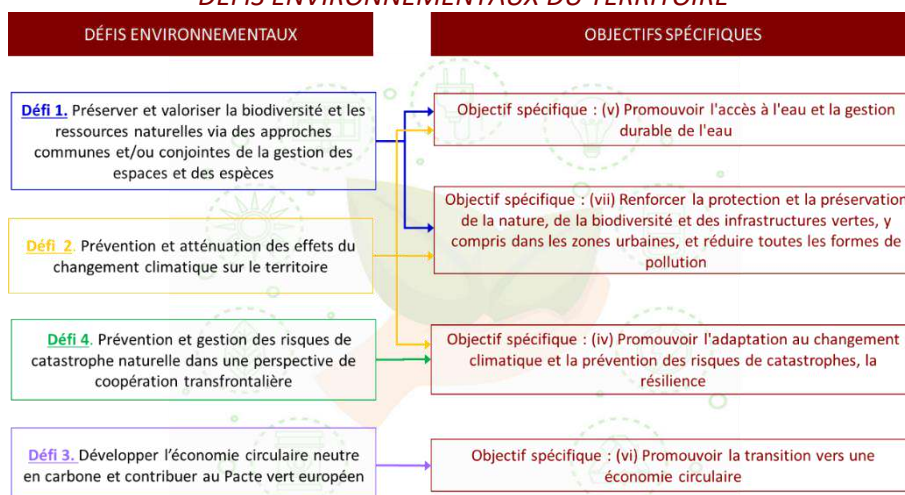 DÉFIS ENVIRONNEMENTAUX DU TERRITOIRE
DÉFIS ENVIRONNEMENTAUX
Défi 1. Préserver et valoriser la biodiversité et les
ressources naturelles via des approches
communes et/ou conjointes de la gestion des
espaces et des espèces
Défi 2. Prévention et atténuation des effets du
changement climatique sur le territoire
Défi 4. Prévention et gestion des risques de
catastrophe naturelle dans une perspective de
coopération transfrontalière
Défi 3. Développer l'économie circulaire neutre
en carbone et contribuer au Pacte vert européen
OBJECTIFS SPÉCIFIQUES
Objectif spécifique : (v) Promouvoir l'accès à l'eau et la gestion
durable de l'eau
Objectif spécifique : (vii) Renforcer la protection et la préservation
de la nature, de la biodiversité et des infrastructures vertes, y
compris dans les zones urbaines, et réduire toutes les formes de
pollution
Objectif spécifique : (iv) Promouvoir l'adaptation au changement
climatique et la prévention des risques de catastrophes, la
résilience
Objectif spécifique : (vi) Promouvoir la transition vers une
économie circulaire